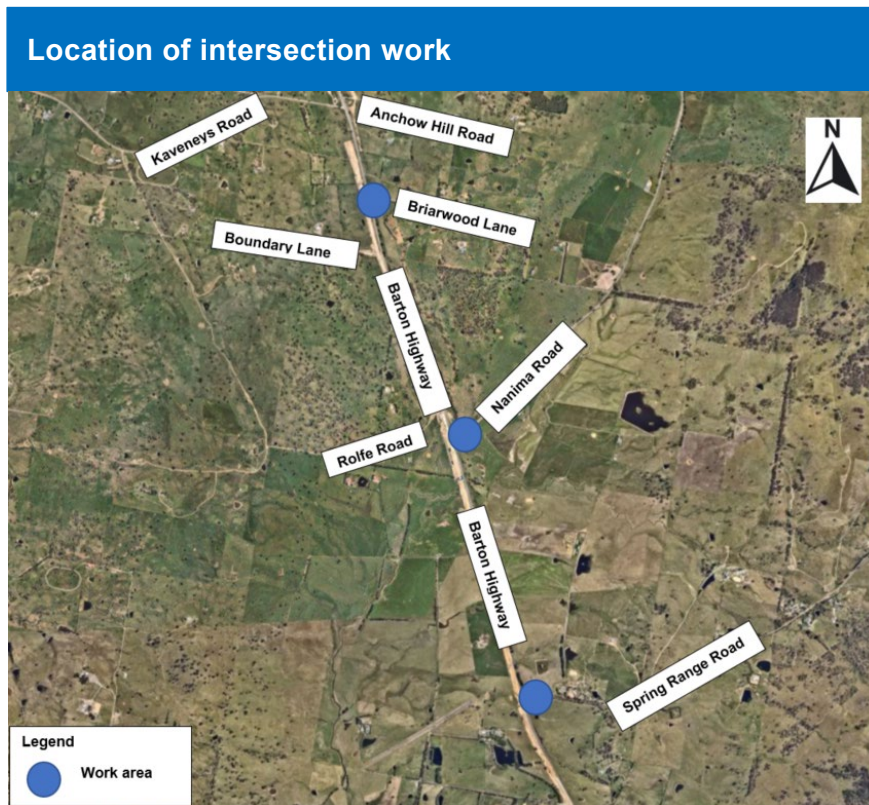 Location of intersection work
Anchow Hill Road
Kaveneys Road
N
Briarwood Lane
Boundary Lane
Barton Highway
Nanima Road
Rolfe Road
Barton Highway
Spring Range Road
Legend
Work area